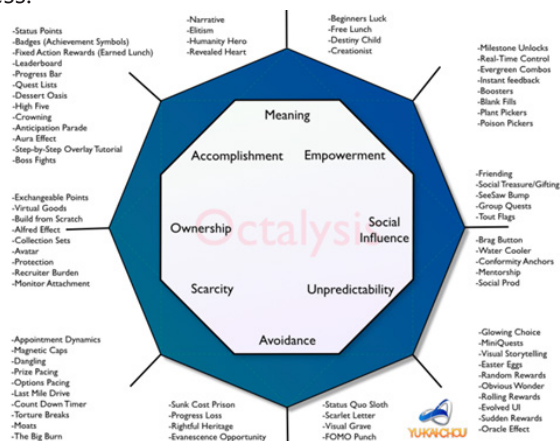 -Narrative
-Elitism
-Humanity Hero
-Revealed Heart
-Beginners Luck
-Free Lunch
-Destiny Child
-Creationist
-Status Points
-Badges (Achievement Symbols)
-Fixed Action Rewards (Earned Lunch)
-Leaderboard
-Progress Bar
-Quest Lists
-Dessert Oasis
-High Five
-Crowning
-Anticipation Parade
-Aura Effect
-Step-by-Step Overlay Tutorial
-Boss Fights
-Milestone Unlocks
-Real-Time Control
-Evergreen Combos
-Instant feedback
-Boosters
-Blank Fills
-Plant Pickers
-Poison Pickers
Meaning
Accomplishment
Empowerment
Ownership
Octalysis
Social
Influence
Scarcity
Unpredictability
Avoidance
-Exchangeable Points
-Virtual Goods
-Build from Scratch
-Alfred Effect
-Collection Sets
-Avatar
-Protection
-Recruiter Burden
-Monitor Attachment
-Friending
-Social Treasure/Gifting
-SeeSaw Bump
-Group Quests
-Tout Flags
-Brag Button
-Water Cooler
-Conformity Anchors
-Mentorship
-Social Prod
-Appointment Dynamics
-Magnetic Caps
-Dangling
-Prize Pacing
-Options Pacing
-Last Mile Drive
-Count Down Timer
-Torture Breaks
-Moats
-The Big Burn
-Sunk Cost Prison
-Progress Loss
-Rightful Heritage
-Evanescence Opportunity
-Status Quo Sloth
-Scarlet Letter
-Visual Grave
-FOMO Punch
-Glowing Choice
-MiniQuests
-Visual Storytelling
-Easter Eggs
-Random Rewards
-Obvious Wonder
-Rolling Rewards
-Evolved UI
-Sudden Rewards
-Oracle Effect
YUKAICHOU